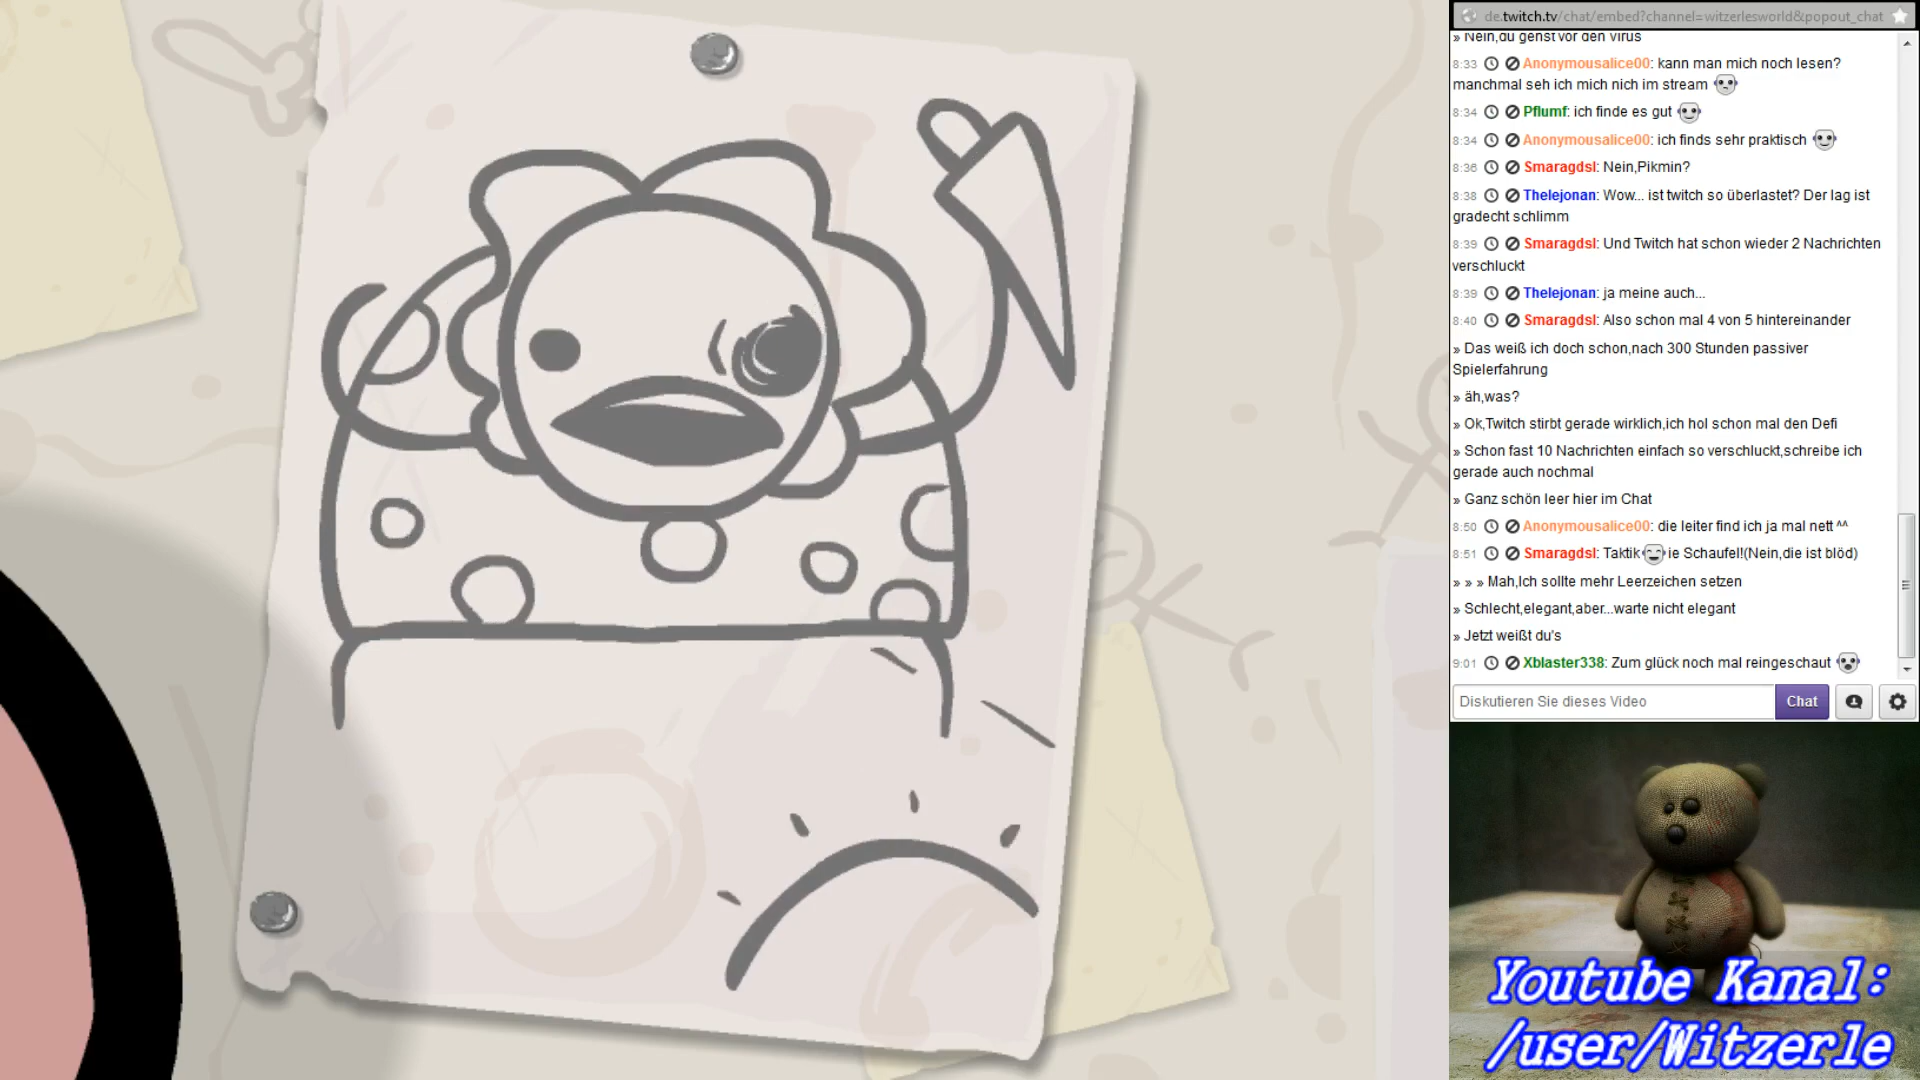 de.twitch.tv/chat/embed?channel=witzerlesworld&popout_chat
» Nein,du gehst vor den Virus
8:33 Anonymousalice00: kann man mich noch lesen?
manchmal seh ich mich nich im stream
8:34 Pflumf: ich finde es gut
8:34 Anonymousalice00: ich finds sehr praktisch
8:36 Smaragdsl: Nein,Pikmin?
8:38 Thelejonan: Wow... ist twitch so überlastet? Der lag ist
gradecht schlimm
8:39 Smaragdsl: Und Twitch hat schon wieder 2 Nachrichten
verschluckt
8:39 Thelejonan: ja meine auch...
8:40 Smaragdsl: Also schon mal 4 von 5 hintereinander
» Das weiß ich doch schon,nach 300 Stunden passiver
Spielerfahrung
» äh,was?
» Ok,Twitch stirbt gerade wirklich,ich hol schon mal den Defi
» Schon fast 10 Nachrichten einfach so verschluckt,schreibe ich
gerade auch nochmal
» Ganz schön leer hier im Chat
8:50 Anonymousalice00: die leiter find ich ja mal nett ^^
8:51 Smaragdsl: Taktik ie Schaufel!(Nein,die ist blöd)
» » » Mah,Ich sollte mehr Leerzeichen setzen
» Schlecht,elegant,aber...warte nicht elegant
» Jetzt weißt du's
9:01 Xblaster338: Zum glück noch mal reingeschaut
Diskutieren Sie dieses Video Chat
Youtube Kanal:
/user/Witzerle